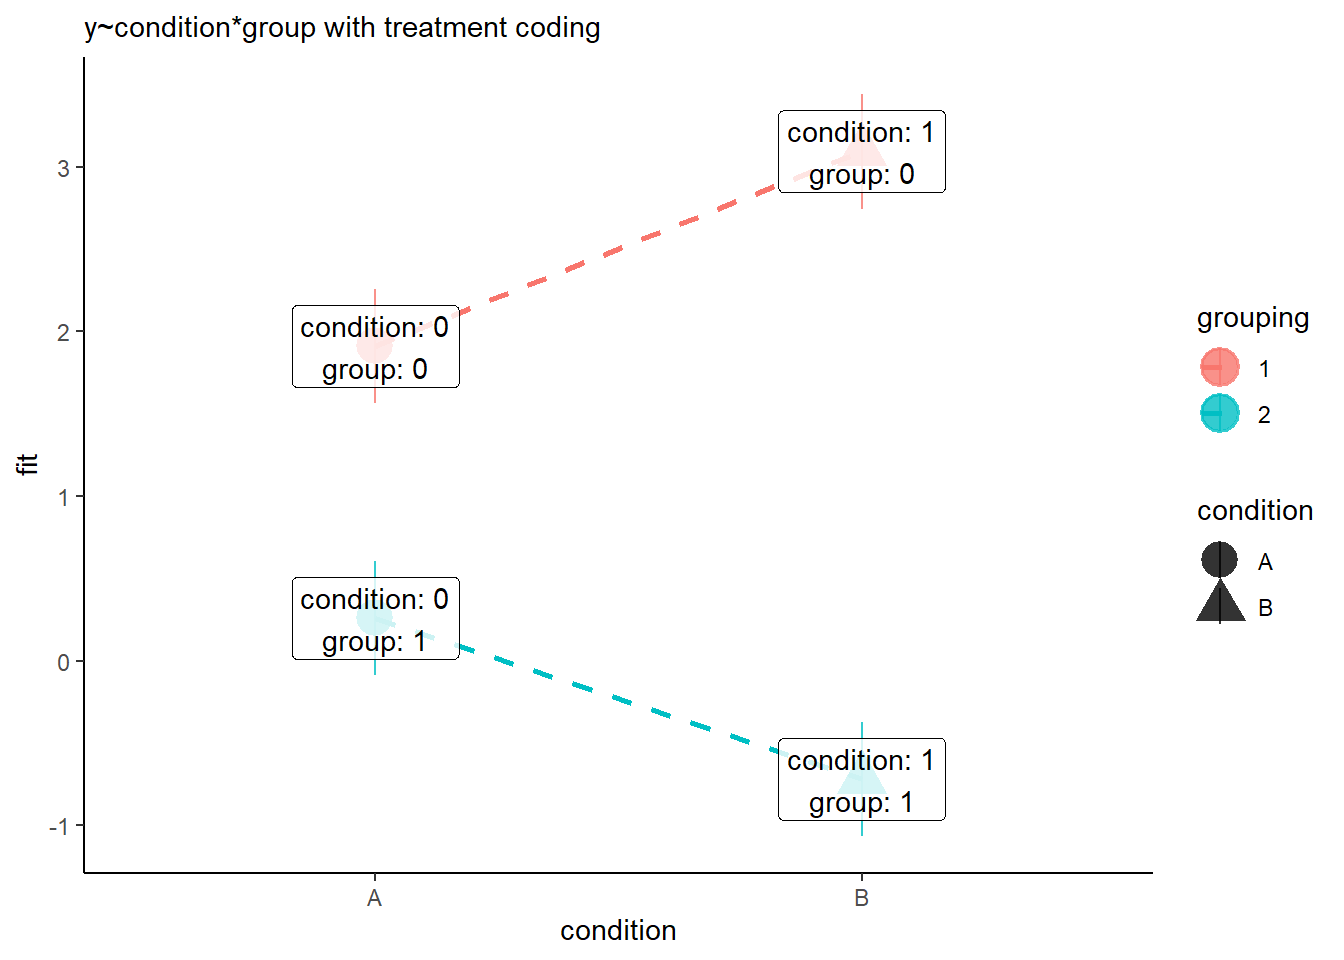 y~condition*group with treatment coding
fit
3
2
1
0
-1
condition: 1
group: 0
condition: 0
group: 0
condition: 0
group: 1
condition: 1
group: 1
A
B
condition
grouping
1
2
condition
A
B